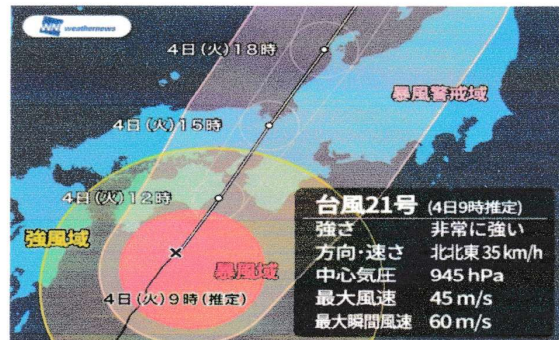 WNI weathernews
4日(火)18時
暴風警戒域
4日(火)15時
4日(火)12時
強風域
暴風域
4日(火)9時(推定)
台風21号 (4日9時推定)
強さ 非常に強い
方向・速さ 北北東 35 km/h
中心気圧 945 hPa
最大風速 45 m/s
最大瞬間風速 60 m/s